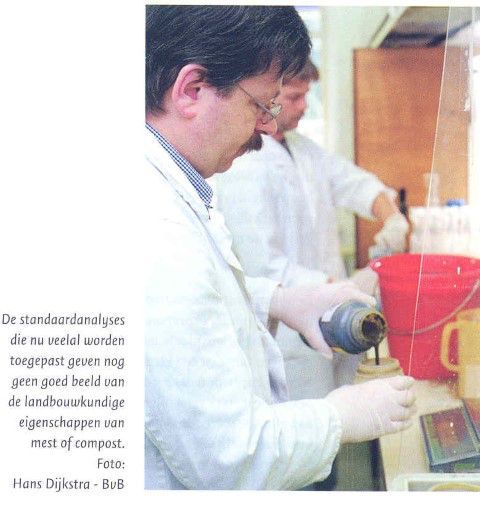 De standaardanalyses
die nu veelal worden
toegepast geven nog
geen goed beeld van
de landbouwkundige
eigenschappen van
mest of compost.
Foto:
Hans Dijkstra - BvB